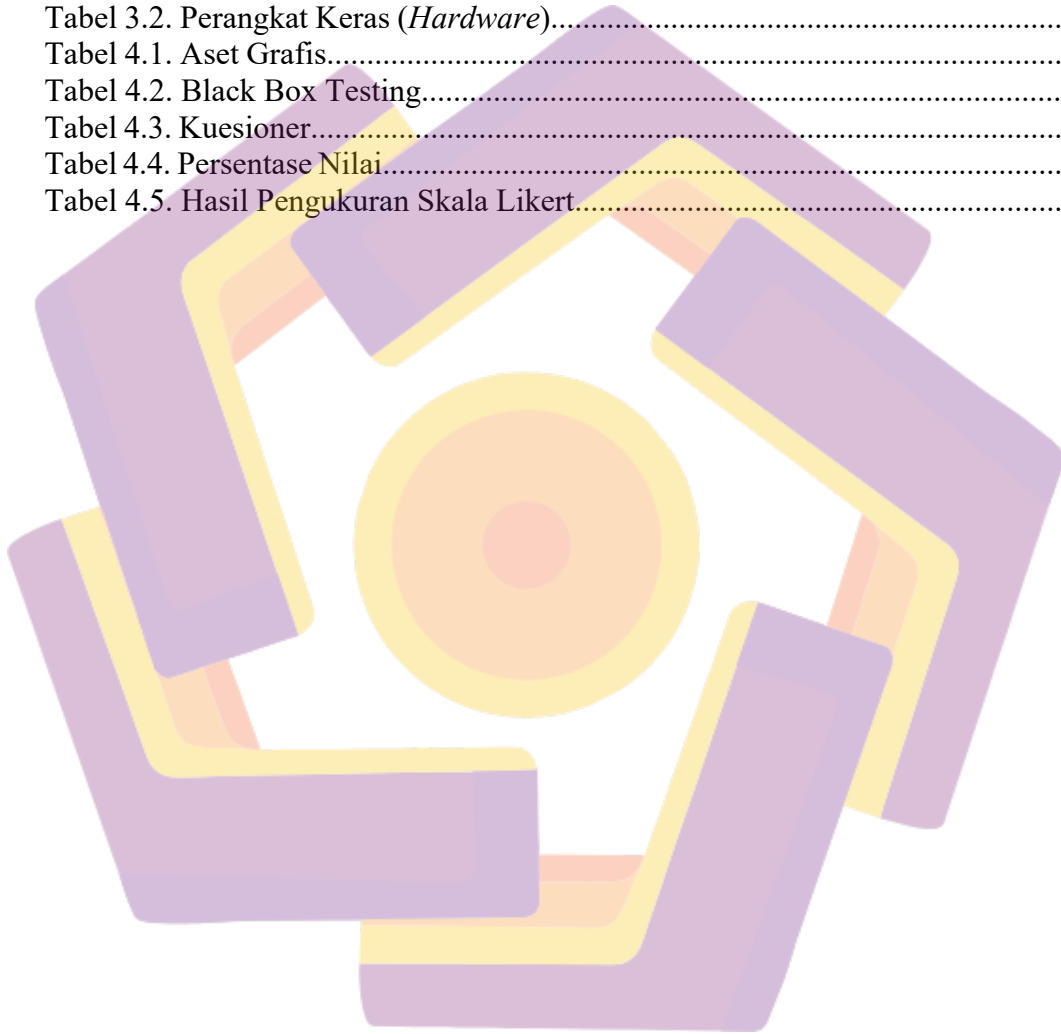 Tabel 3.2. Perangkat Keras (Hardware)..........................................................
Tabel 4.1. Aset Grafis.....................................................................................
Tabel 4.2. Black Box Testing..........................................................................
Tabel 4.3. Kuesioner.......................................................................................
Tabel 4.4. Persentase Nilai..............................................................................
Tabel 4.5. Hasil Pengukuran Skala Likert.......................................................